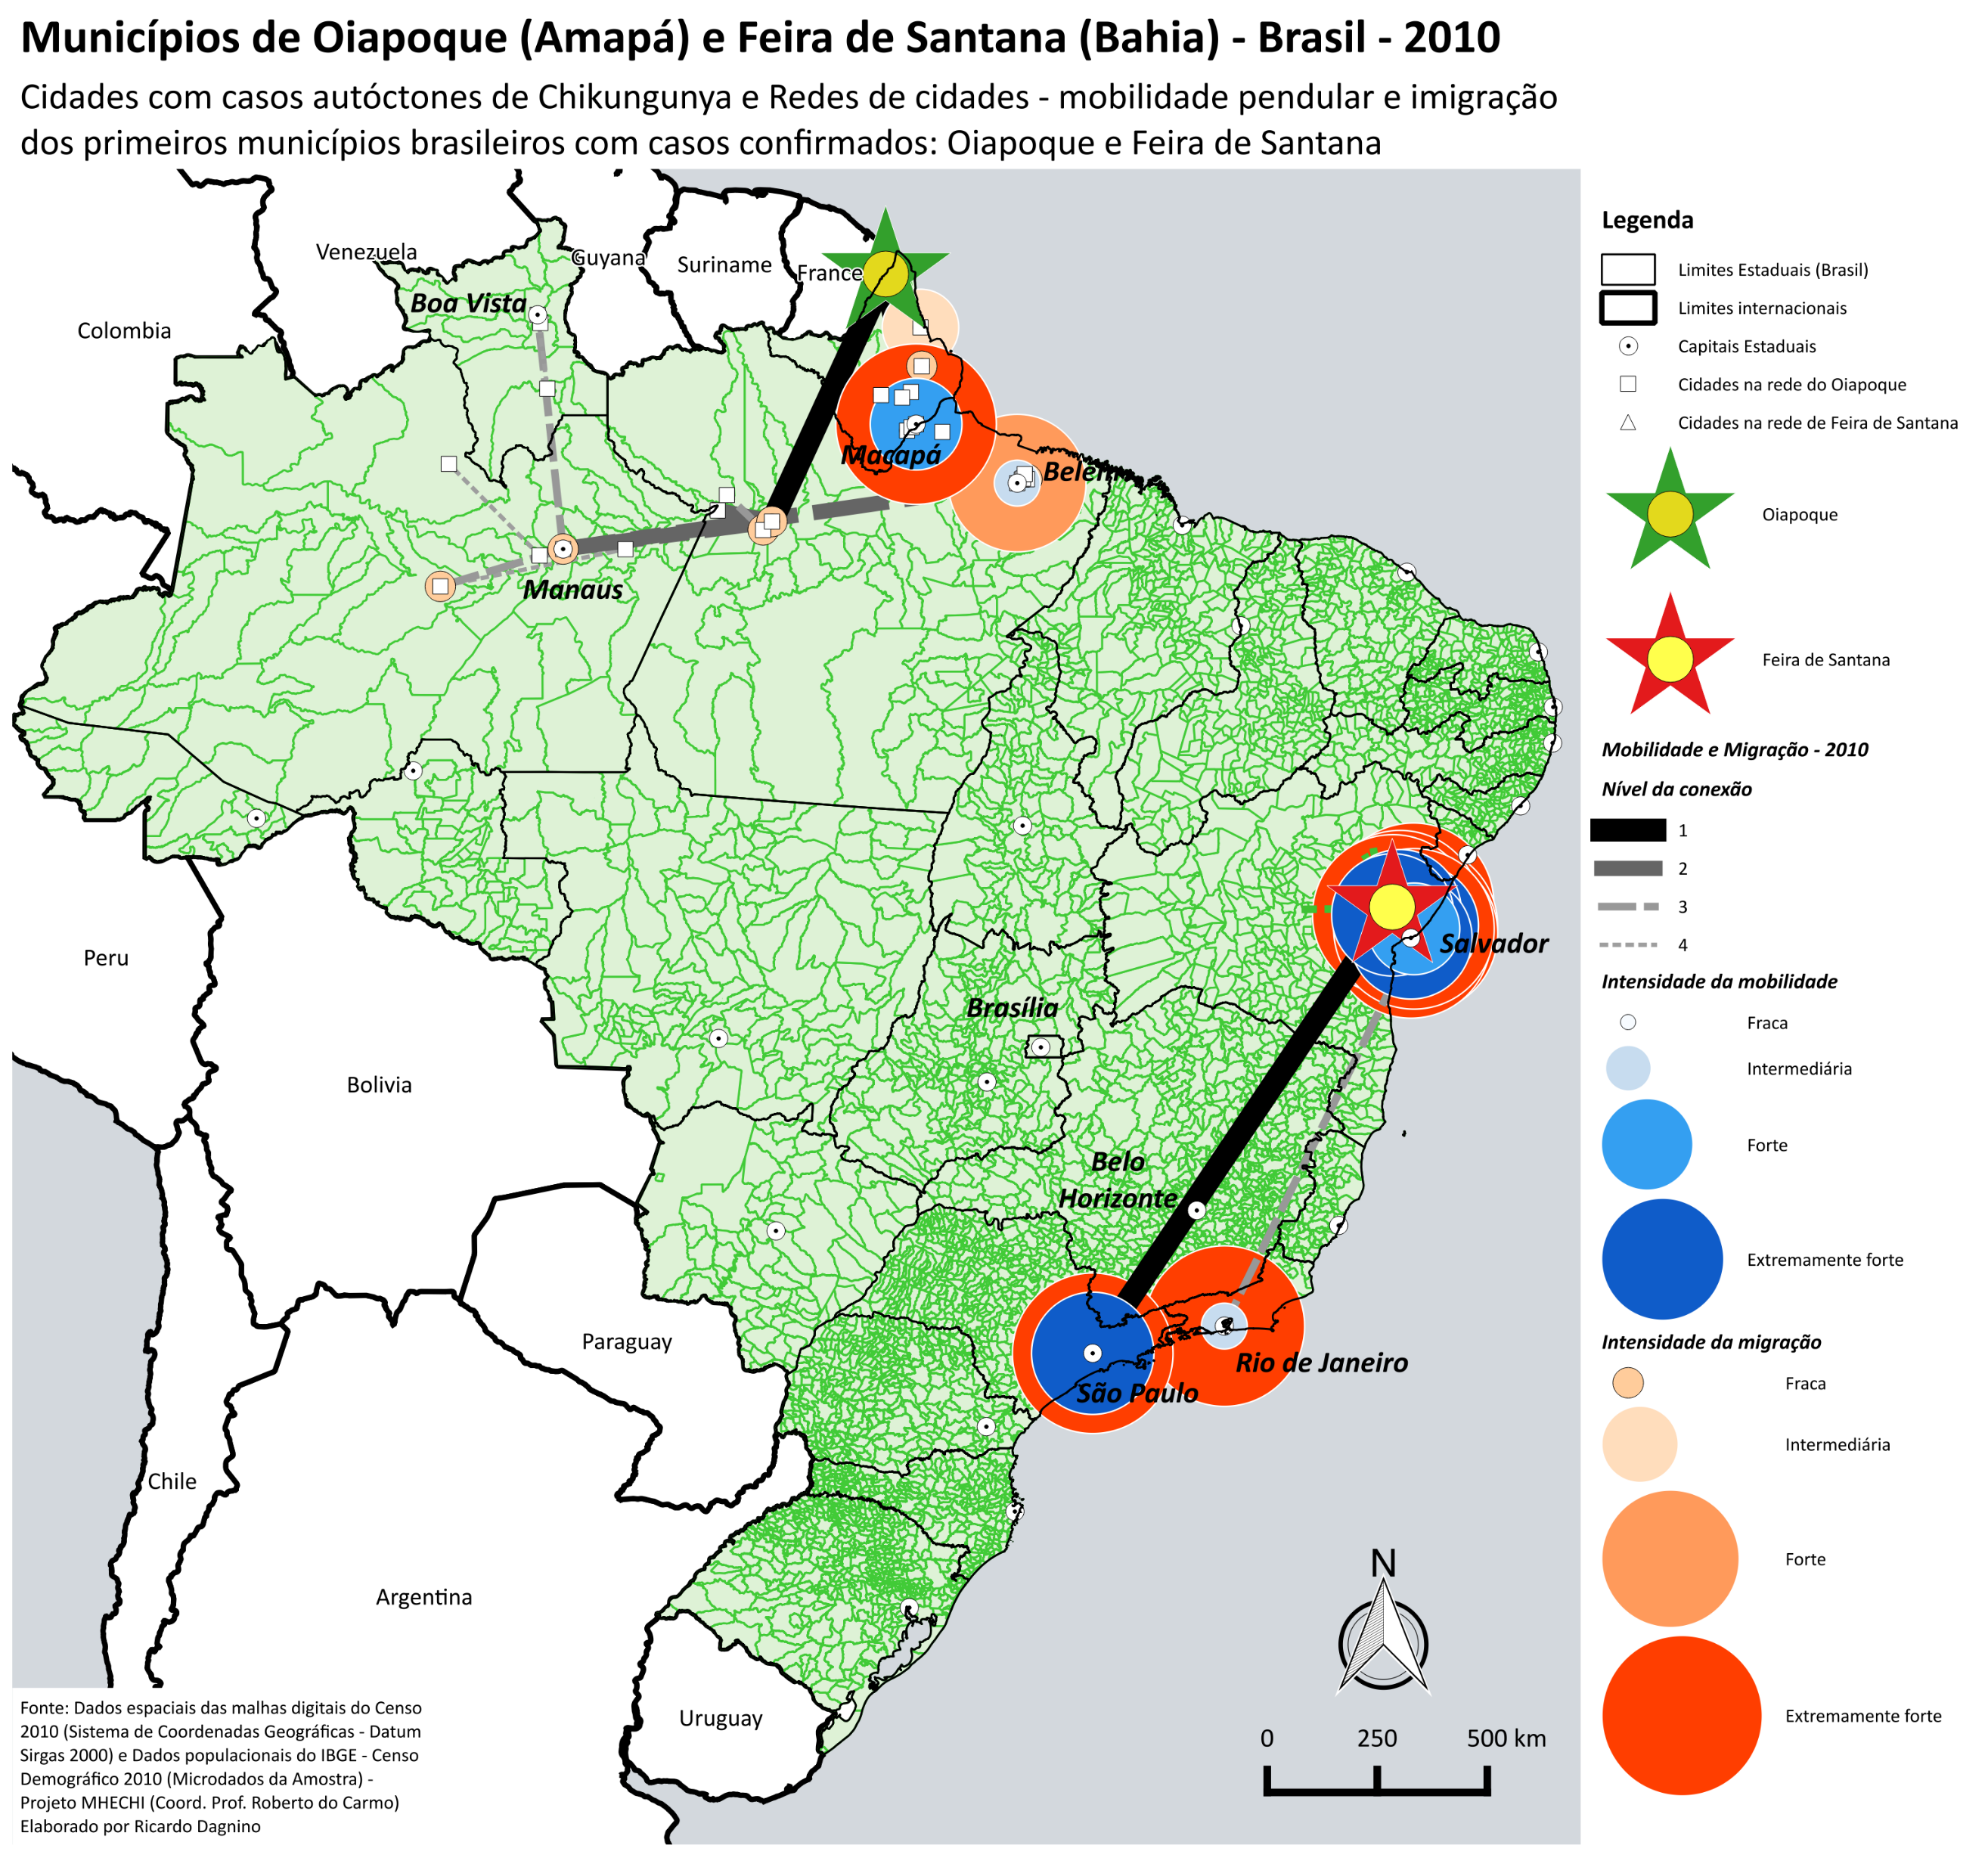 Municípios de Oiapoque (Amapá) e Feira de Santana (Bahia) - Brasil - 2010
Cidades com casos autóctones de Chikungunya e Redes de cidades - mobilidade pendular e imigração
dos primeiros municípios brasileiros com casos confirmados: Oiapoque e Feira de Santana
Venezuela
Guyana
Suriname
France
Boa Vista
Colombia
Macapá
Belém
Manaus
Salvador
Peru
Brasília
Bolivia
Belo
Horizonte
Paraguay
Rio de Janeiro
São Paulo
Chile
Argentina
Uruguay
N
0 250 500 km
Fonte: Dados espaciais das malhas digitais do Censo
2010 (Sistema de Coordenadas Geográficas - Datum
Sirgas 2000) e Dados populacionais do IBGE - Censo
Demográfico 2010 (Microdados da Amostra) -
Projeto MHECHI (Coord. Prof. Roberto do Carmo)
Elaborado por Ricardo Dagnino
Legenda
Limites Estaduais (Brasil)
Limites internacionais
Capitais Estaduais
Cidades na rede do Oiapoque
Cidades na rede de Feira de Santana
Oiapoque
Feira de Santana
Mobilidade e Migração - 2010
Nível da conexão
1
2
3
4
Intensidade da mobilidade
Fraca
Intermediária
Forte
Extremamente forte
Intensidade da migração
Fraca
Intermediária
Forte
Extremamente forte